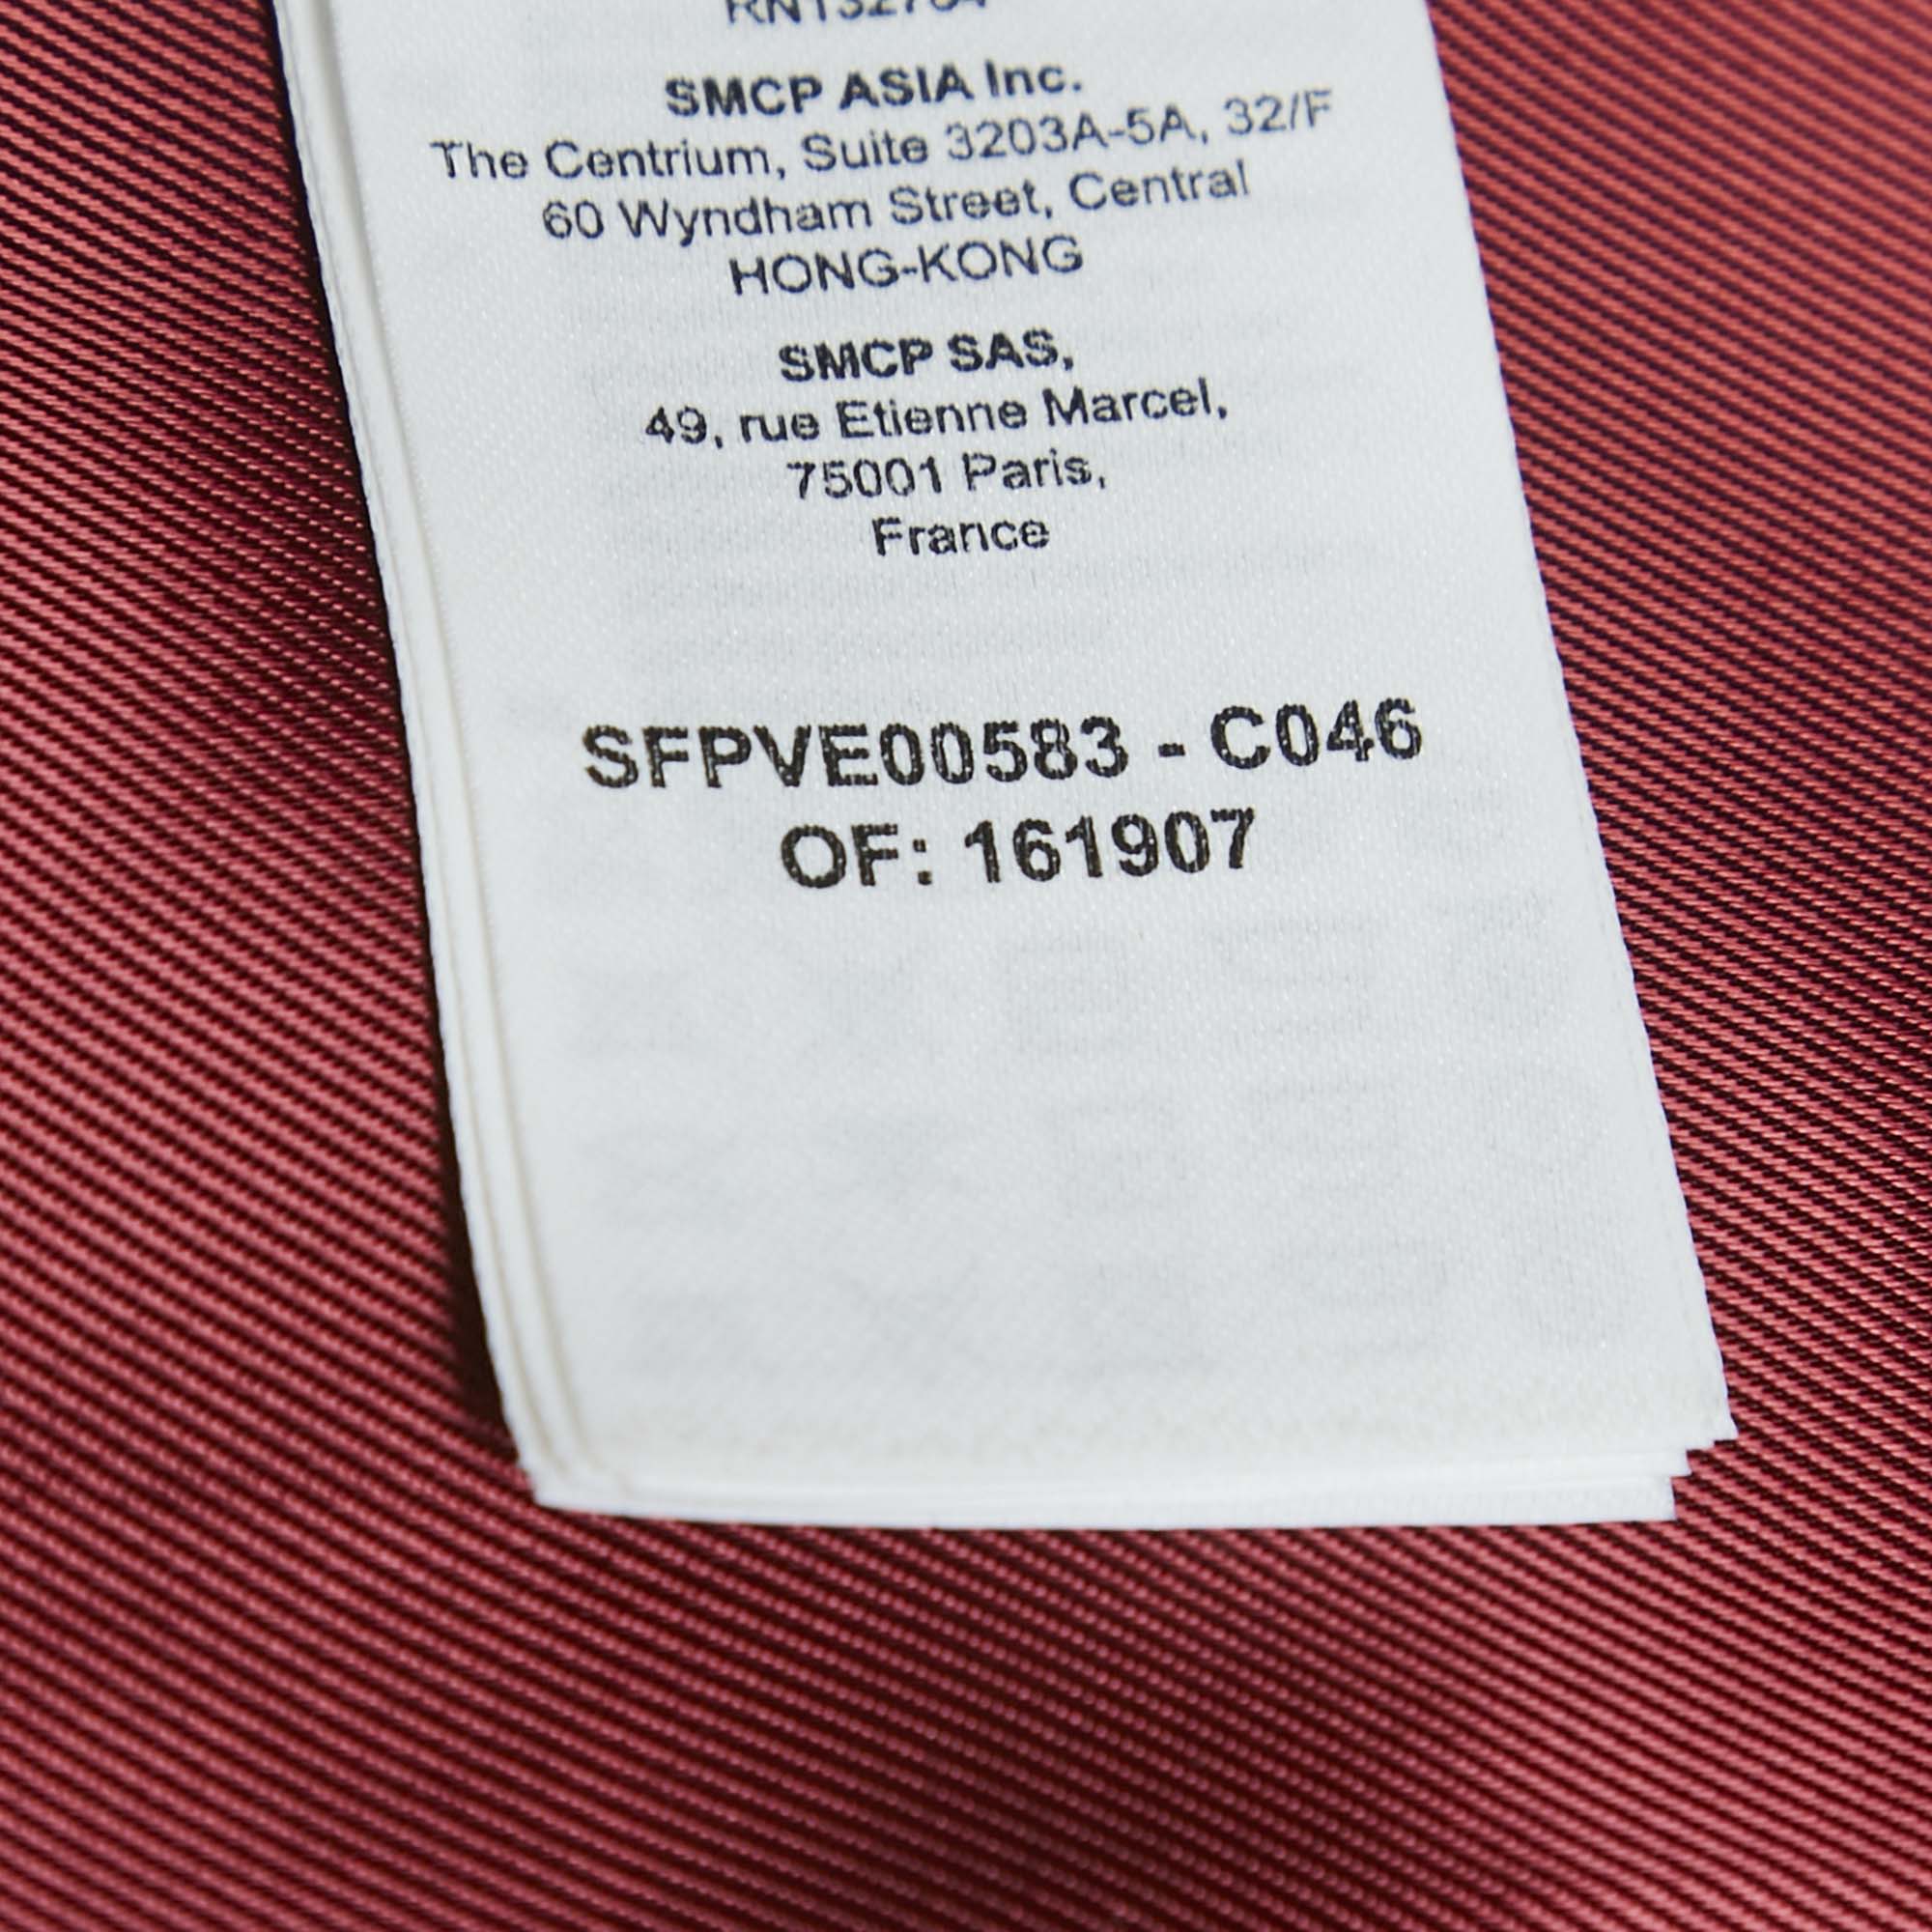 SMCP ASIA Inc.
The Centrium, Suite 3203A-5A, 32/F
60 Wyndham Street, Central
HONG-KONG
SMCP SAS,
49, rue Etienne Marcel,
75001 Paris,
France
SFPVE00583 - C046
OF: 161907